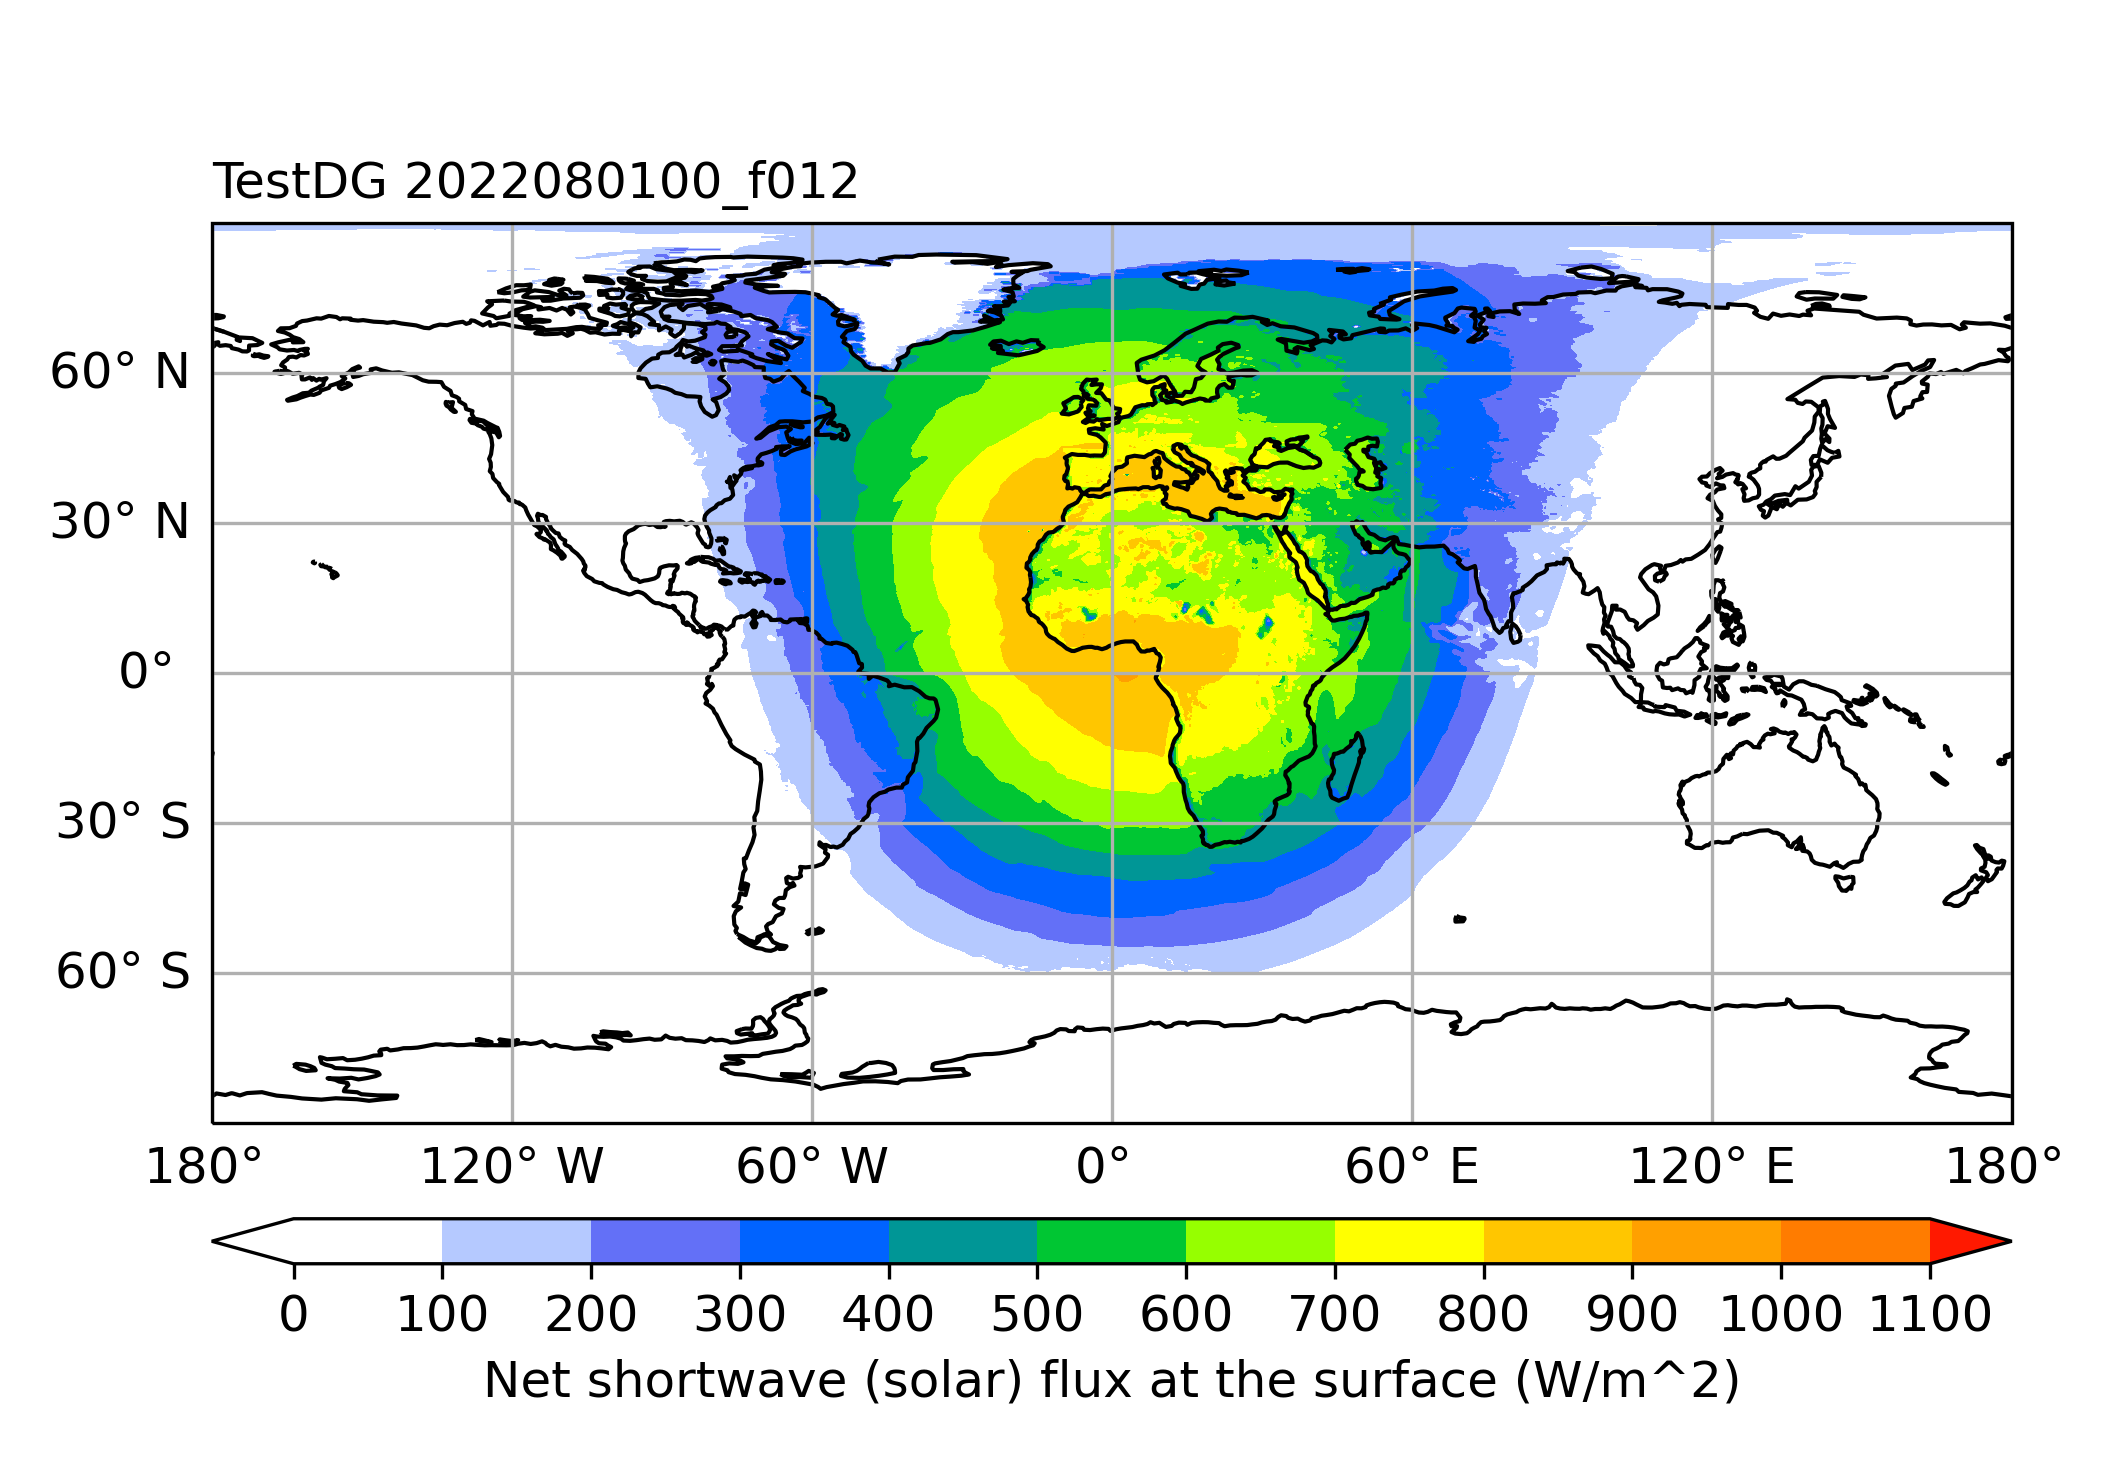 TestDG 2022080100_f012
60° N
30° N
0°
30° S
60° S
180° 120° W 60° W 0° 60° E 120° E 180°
0 100 200 300 400 500 600 700 800 900 1000 1100
Net shortwave (solar) flux at the surface (W/m^2)